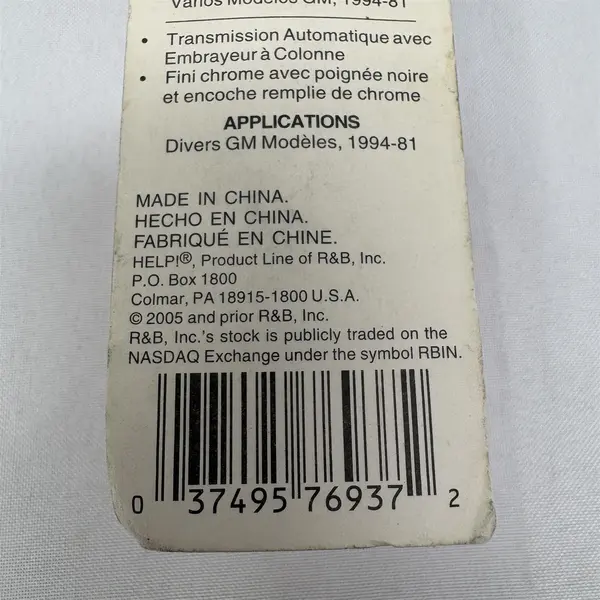 Varios Modelos GM, 1994-81
• Transmission Automatique avec
Embrayeur à Colonne
• Fini chrome avec poignée noire
et encoche remplie de chrome
APPLICATIONS
Divers GM Modèles, 1994-81
MADE IN CHINA.
HECHO EN CHINA.
FABRIQUÉ EN CHINE.
HELP!®, Product Line of R&B, Inc.
P.O. Box 1800
Colmar, PA 18915-1800 U.S.A.
© 2005 and prior R&B, Inc.
R&B, Inc.'s stock is publicly traded on the
NASDAQ Exchange under the symbol RBIN.
0 37495 76937 2